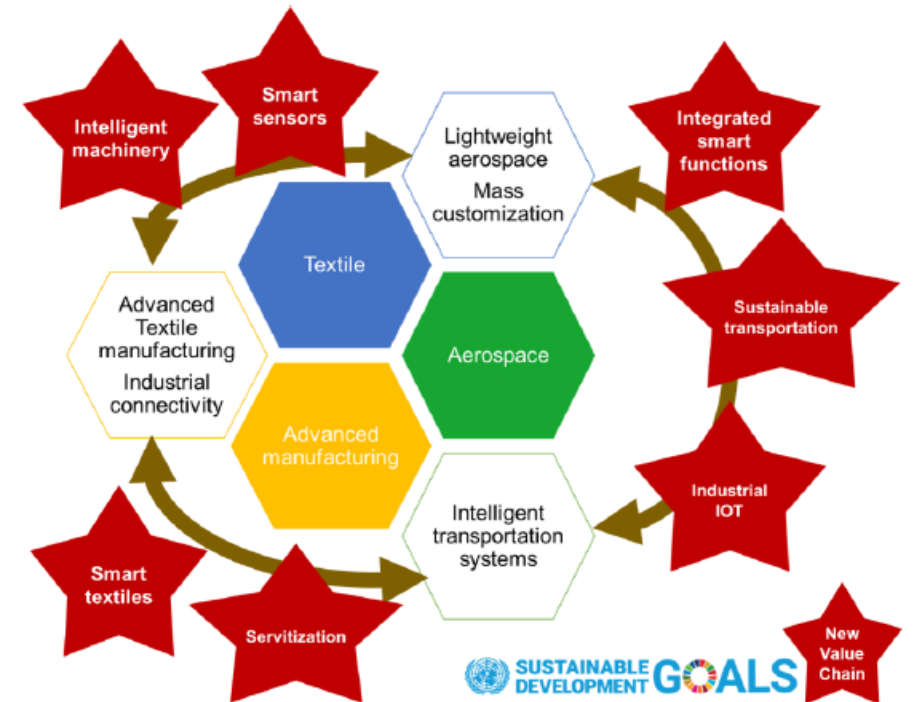 Intelligent
machinery
Smart
sensors
Lightweight
aerospace
Mass
customization
Integrated
smart
functions
Textile
Advanced
Textile
manufacturing
Industrial
connectivity
Aerospace
Sustainable
transportation
Advanced
manufacturing
Intelligent
transportation
systems
Industrial
IOT
Smart
textiles
Servitization
SUSTAINABLE
DEVELOPMENT
GOALS
New
Value
Chain